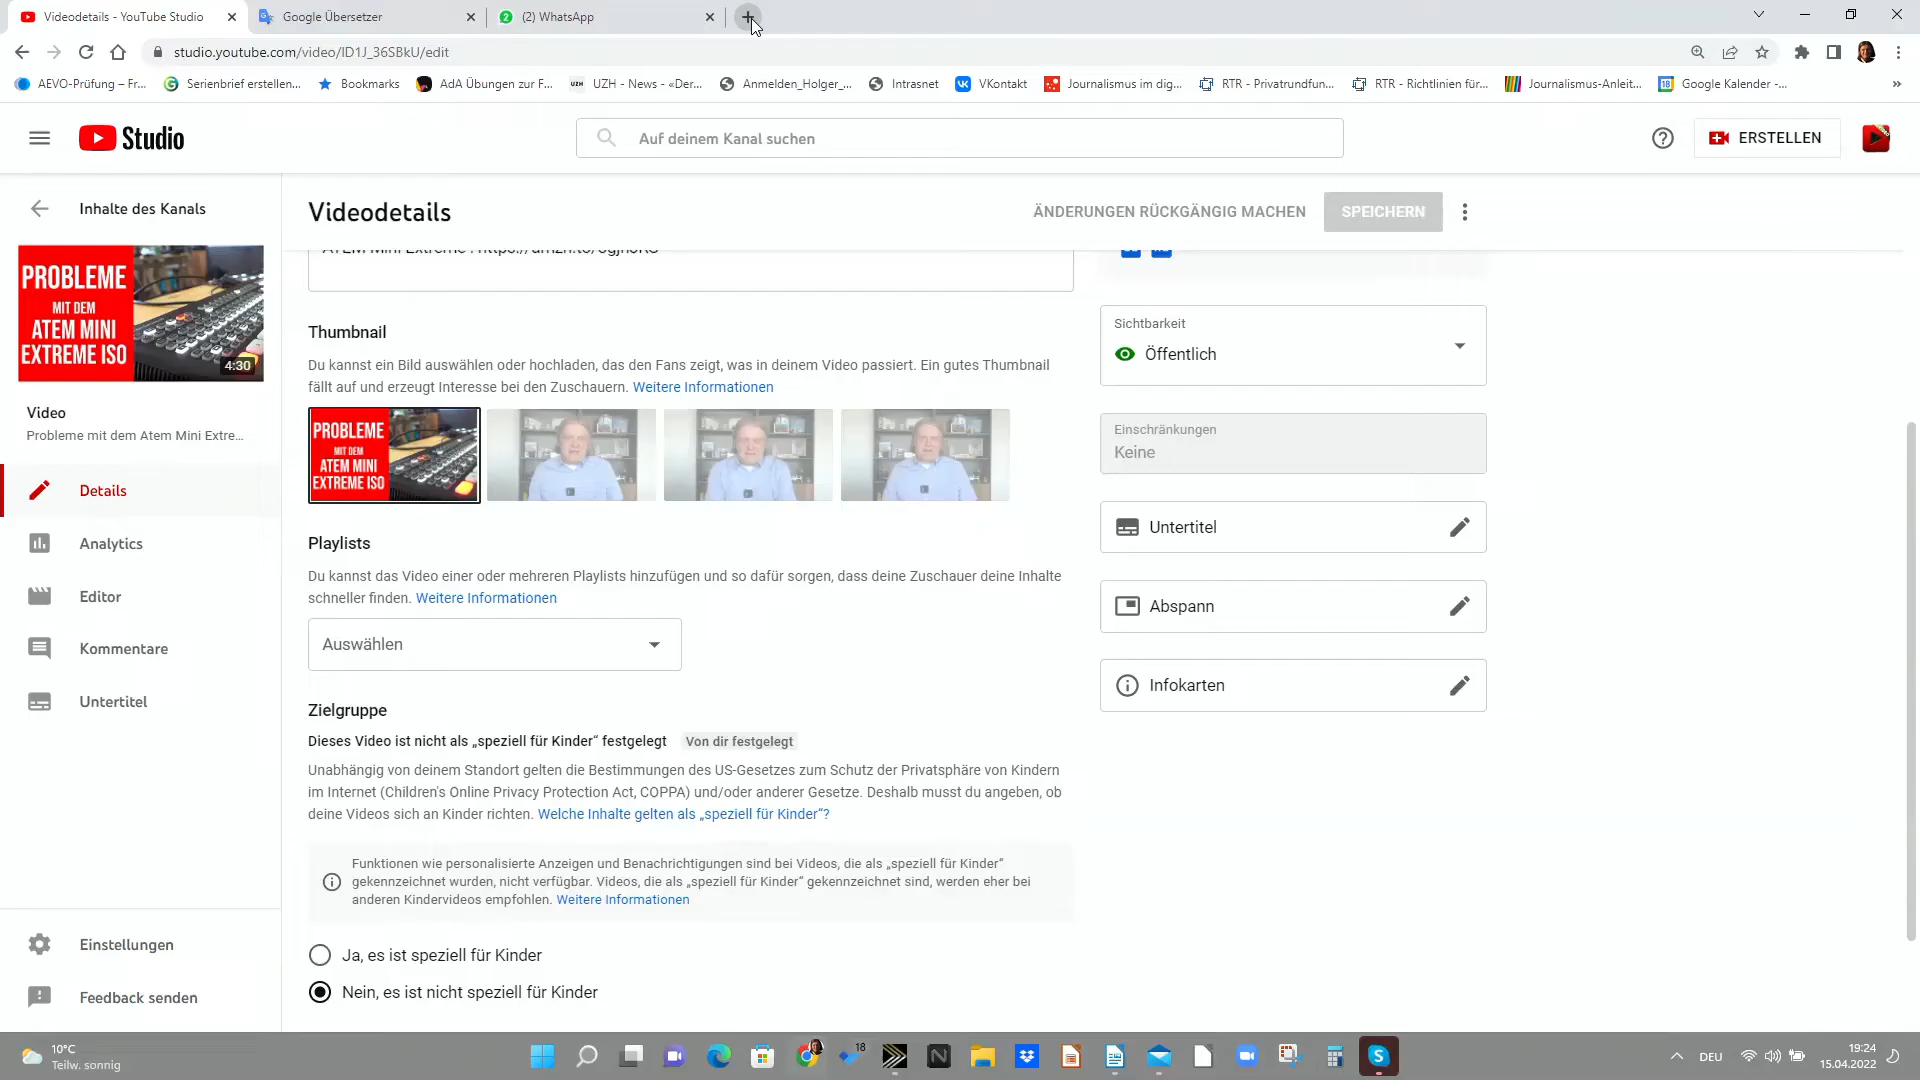 Videodetails - YouTube Studio
Google Übersetzer
2
(2) WhatsApp
studio.youtube.com/video/ID1J_36SBkU/edit
AEVO-Prüfung – Fr...
Serienbrief erstellen...
Bookmarks
AdA Übungen zur F...
UZH
UZH - News - «Der...
Anmelden_Holger_...
Intrasnet
VKontakt
Journalismus im dig...
RTR - Privatrundfun...
RTR - Richtlinien für...
Journalismus-Anleit...
18
Google Kalender -...
»
Studio
Auf deinem Kanal suchen
ERSTELLEN
Inhalte des Kanals
PROBLEME
MIT DEM
ATEM MINI
EXTREME ISO
4:30
Video
Probleme mit dem Atem Mini Extre...
Details
Analytics
Editor
Kommentare
Untertitel
Einstellungen
Feedback senden
Videodetails
ÄNDERUNGEN RÜCKGÄNGIG MACHEN
SPEICHERN
Thumbnail
Du kannst ein Bild auswählen oder hochladen, das den Fans zeigt, was in deinem Video passiert. Ein gutes Thumbnail
fällt auf und erzeugt Interesse bei den Zuschauern. Weitere Informationen
PROBLEME
MIT DEM
ATEM MINI
EXTREME ISO
Playlists
Du kannst das Video einer oder mehreren Playlists hinzufügen und so dafür sorgen, dass deine Zuschauer deine Inhalte
schneller finden. Weitere Informationen
Auswählen
Zielgruppe
Dieses Video ist nicht als „speziell für Kinder“ festgelegt
Von dir festgelegt
Unabhängig von deinem Standort gelten die Bestimmungen des US-Gesetzes zum Schutz der Privatsphäre von Kindern
im Internet (Children's Online Privacy Protection Act, COPPA) und/oder anderer Gesetze. Deshalb musst du angeben, ob
deine Videos sich an Kinder richten. Welche Inhalte gelten als „speziell für Kinder“?
Funktionen wie personalisierte Anzeigen und Benachrichtigungen sind bei Videos, die als „speziell für Kinder“
gekennzeichnet wurden, nicht verfügbar. Videos, die als „speziell für Kinder“ gekennzeichnet sind, werden eher bei
anderen Kindervideos empfohlen. Weitere Informationen
Ja, es ist speziell für Kinder
Nein, es ist nicht speziell für Kinder
Sichtbarkeit
Öffentlich
Einschränkungen
Keine
Untertitel
Abspann
Infokarten
10°C
Teilw. sonnig
18
DEU
19:24
15.04.2022